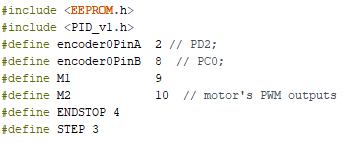 #include <EEPROM.h>
#include <PID_v1.h>
#define encoder0PinA  2 // PD2;
#define encoder0PinB  8  // PC0;
#define M1            9
#define M2            10  // motor's PWM outputs
#define ENDSTOP 4
#define STEP 3